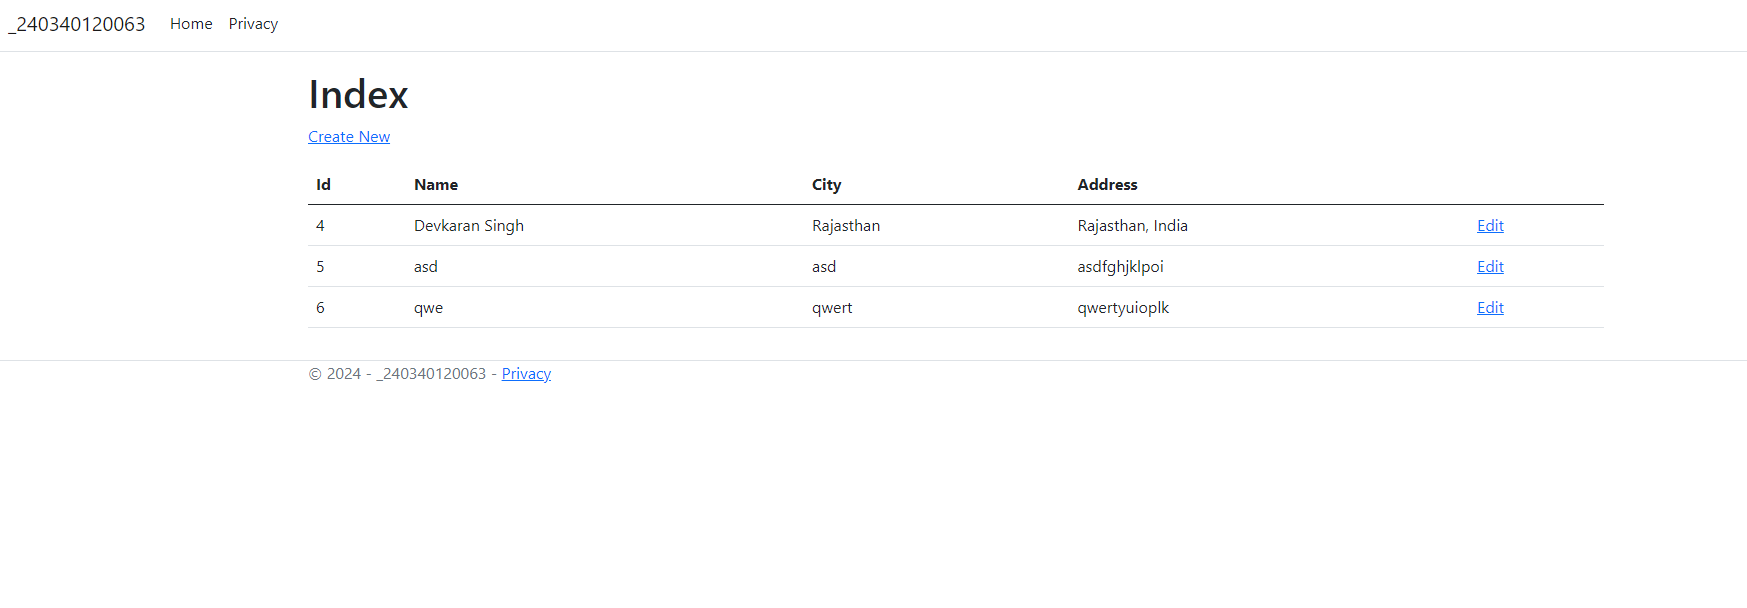 _240340120063 Home Privacy
Index
Create New
Id Name City Address
4 Devkaran Singh Rajasthan Rajasthan, India Edit
5 asd asd asdfghjklpoi Edit
6 qwe qwert qwertyuioplk Edit
© 2024 - _240340120063 - Privacy